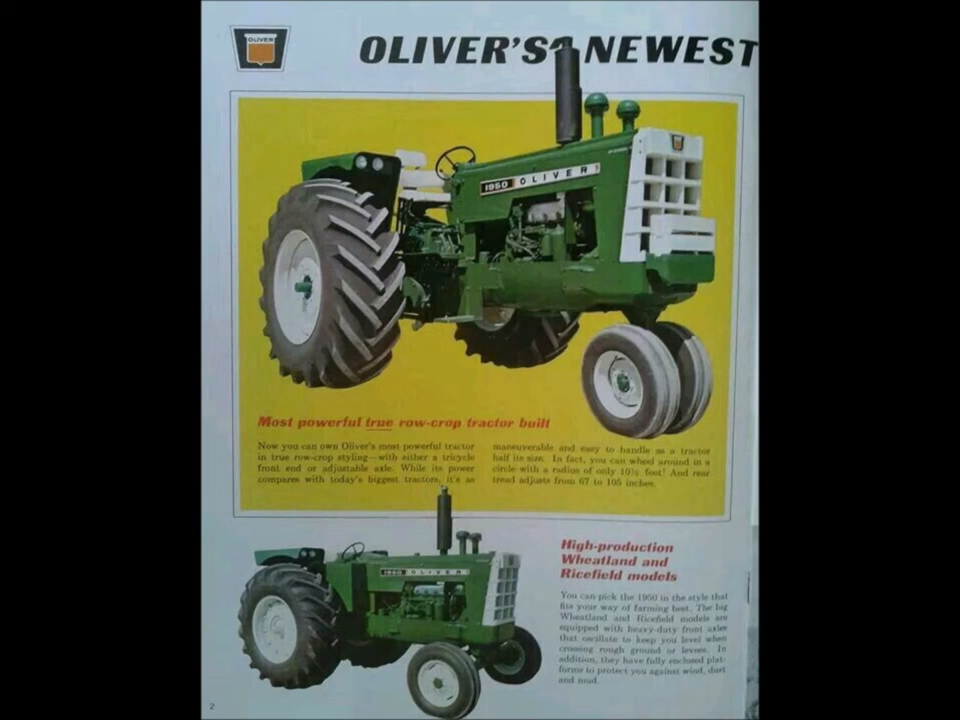 OLIVER
OLIVER'S NEWEST
1950 OLIVER
Most powerful true row-crop tractor built
Now you can own Oliver's most powerful tractor
in true row-crop styling—with either a tricycle
front end or adjustable axle. While its power
compares with today's biggest tractors, it's as
maneuverable and easy to handle as a tractor
half its size. In fact, you can wheel around in a
circle with a radius of only 10½ feet! And rear
tread adjusts from 67 to 105 inches.
1950 OLIVER
High-production
Wheatland and
Ricefield models
You can pick the 1950 in the style that
fits your way of farming best. The big
Wheatland and Ricefield models are
equipped with heavy-duty front axles
that oscillate to keep you level when
crossing rough ground or levees. In
addition, they have fully enclosed plat-
forms to protect you against wind, dust
and mud.
2